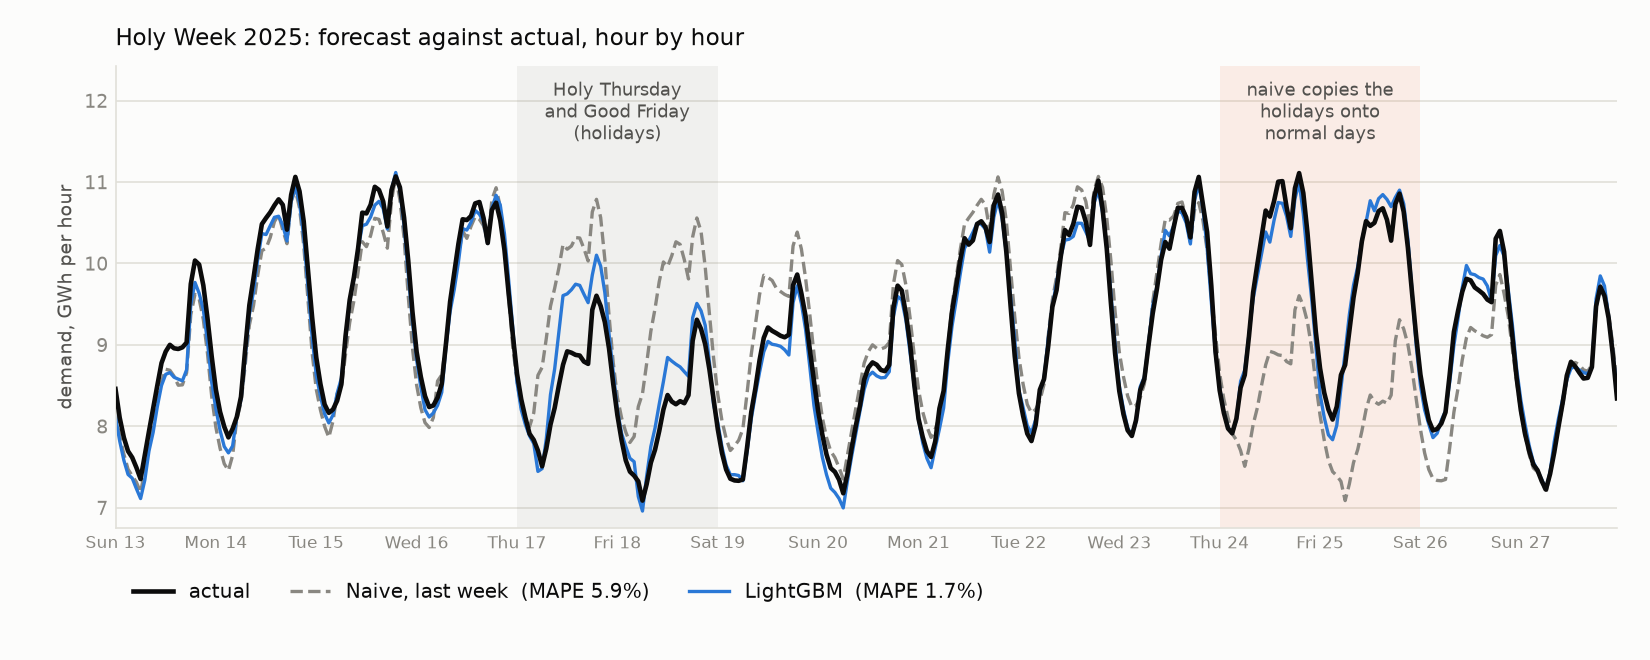 Holy Week 2025: forecast against actual, hour by hour
Holy Thursday
and Good Friday
(holidays)
naive copies the
holidays onto
normal days
demand, GWh per hour
12
11
10
9
8
7
Sun 13 Mon 14 Tue 15 Wed 16 Thu 17 Fri 18 Sat 19 Sun 20 Mon 21 Tue 22 Wed 23 Thu 24 Fri 25 Sat 26 Sun 27
actual Naive, last week (MAPE 5.9%) LightGBM (MAPE 1.7%)